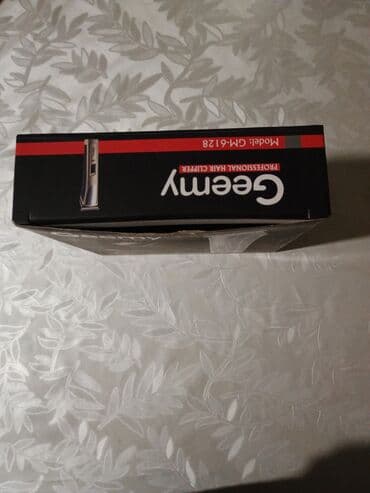 Geemy
PROFESSIONAL HAIR CLIPPER
Model: GM-6128